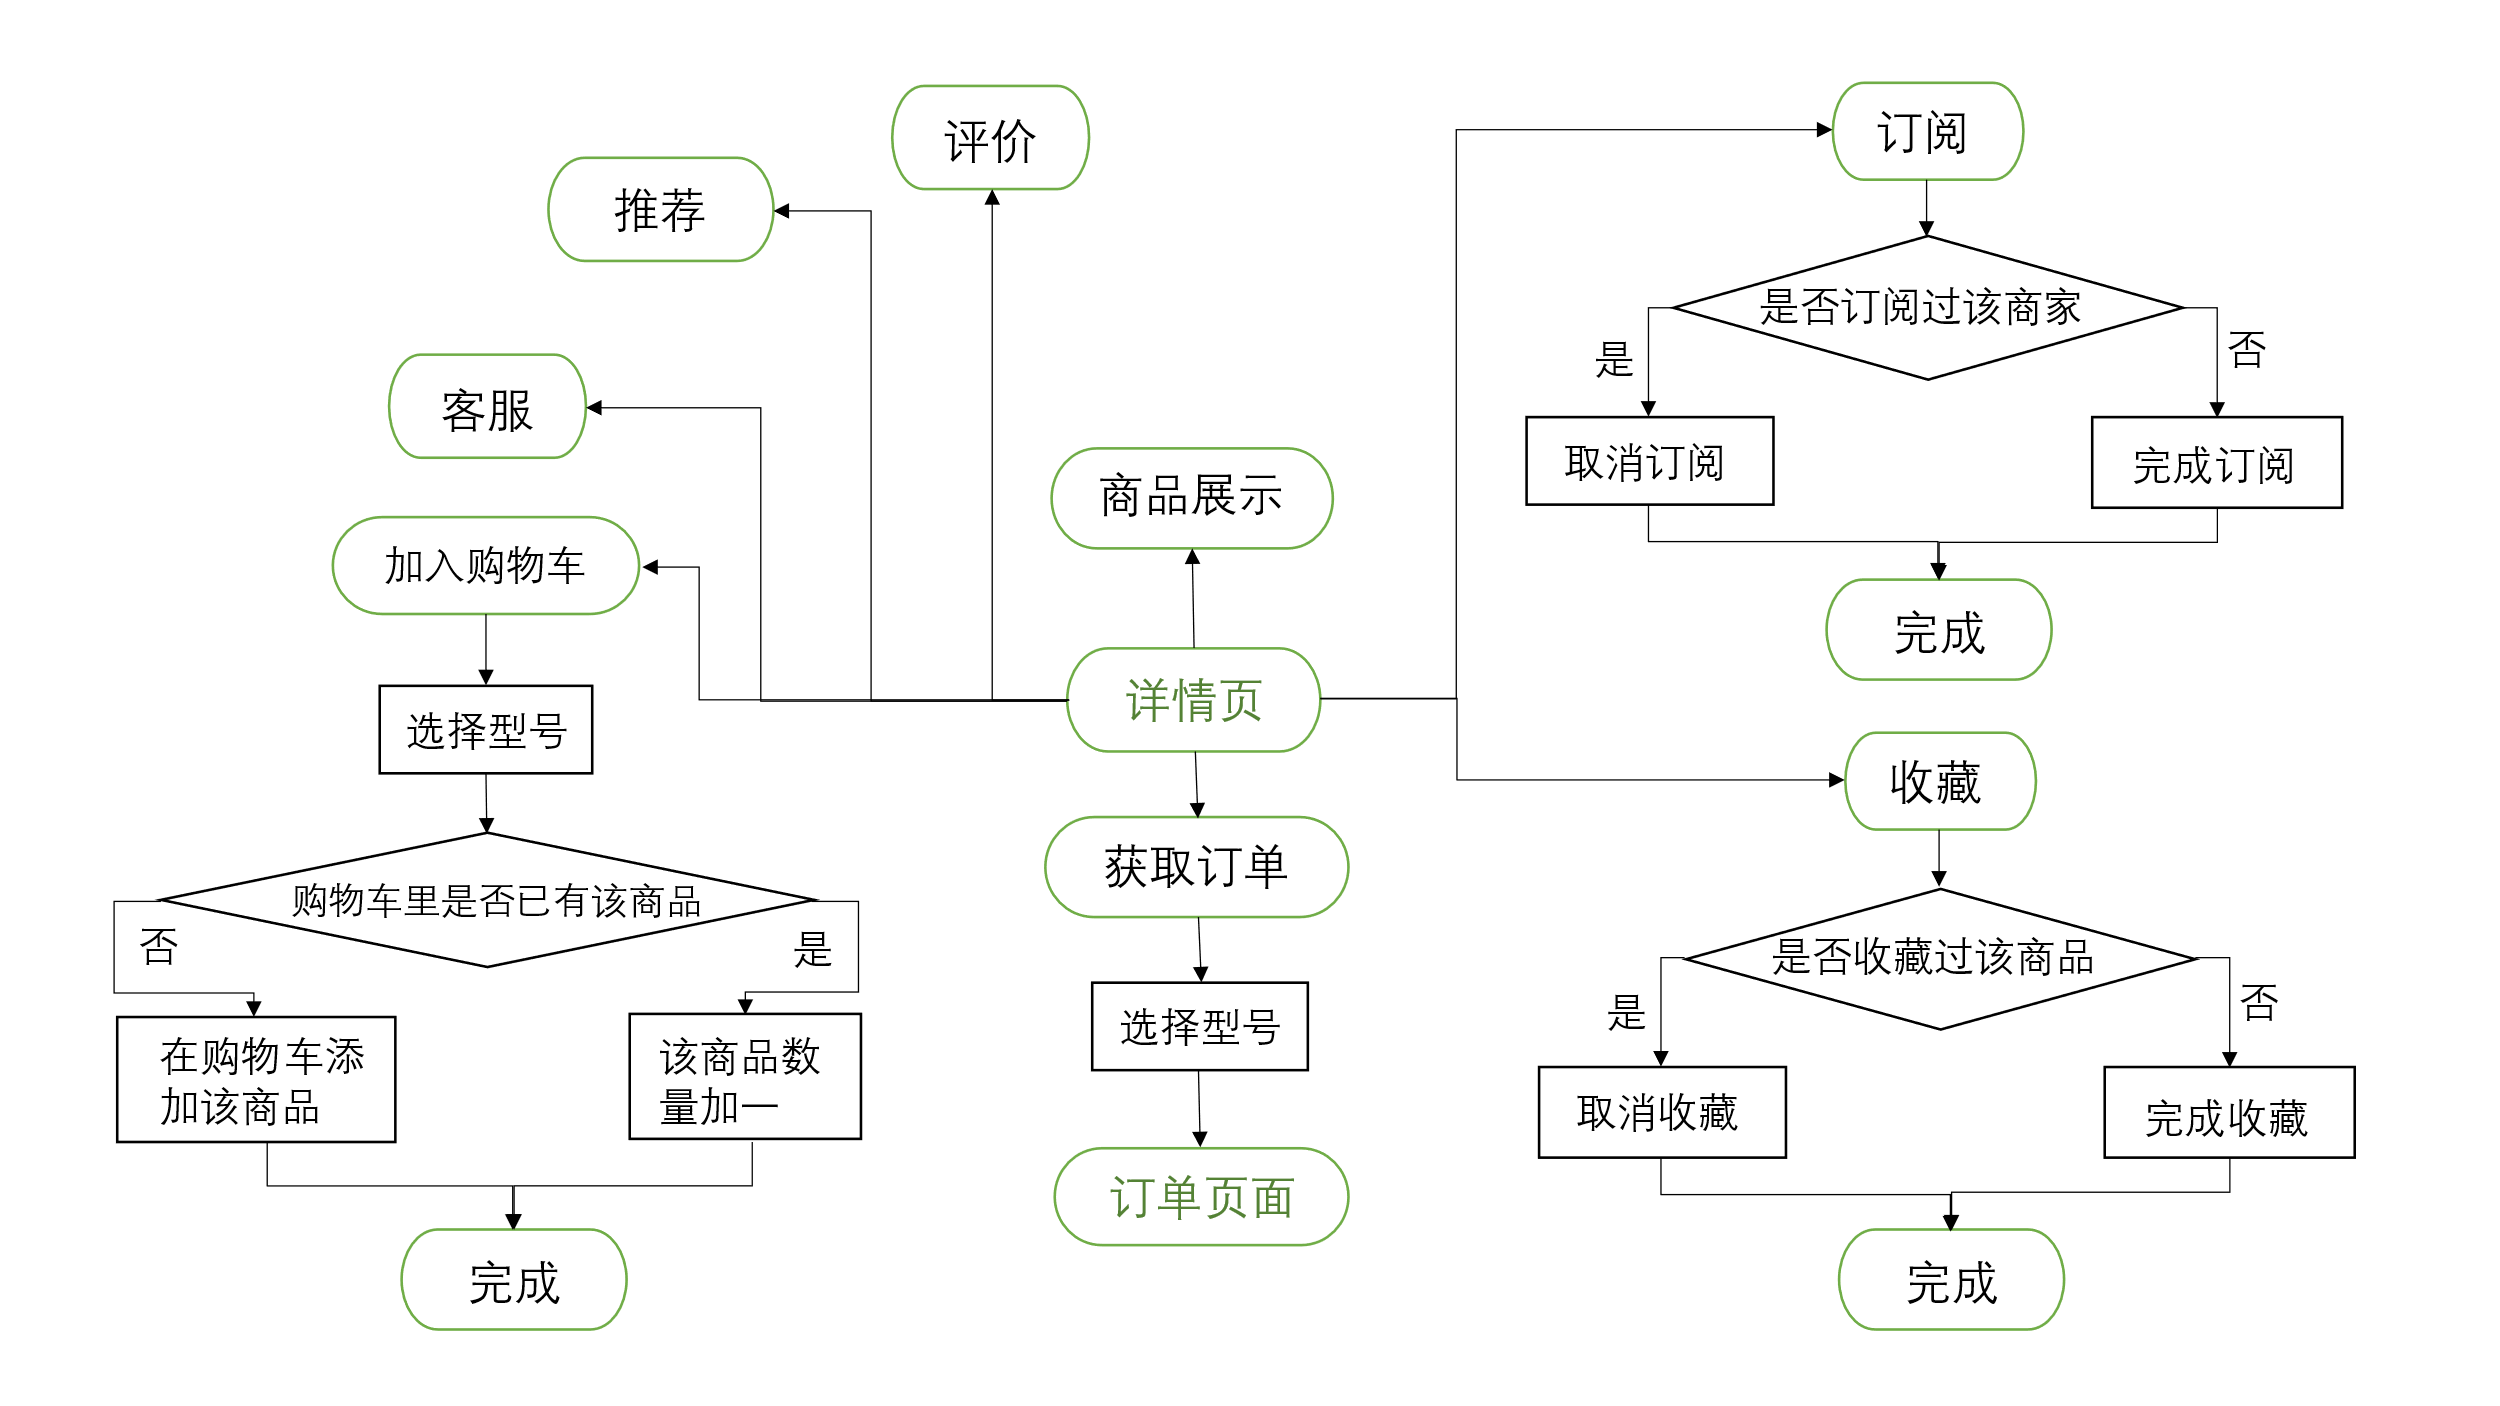 评价
订阅
推荐
是否订阅过该商家
是
否
客服
商品展示
取消订阅
完成订阅
加入购物车
完成
详情页
选择型号
收藏
获取订单
购物车里是否已有该商品
否
是
是否收藏过该商品
是
否
选择型号
在购物车添
加该商品
该商品数
量加一
取消收藏
完成收藏
订单页面
完成
完成